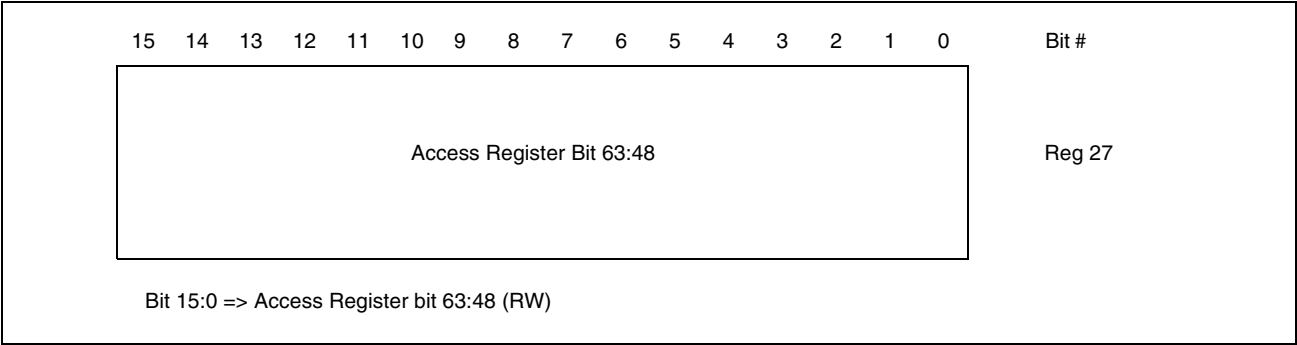 15 14 13 12 11 10 9 8 7 6 5 4 3 2 1 0 Bit #
Access Register Bit 63:48 Reg 27
Bit 15:0 => Access Register bit 63:48 (RW)